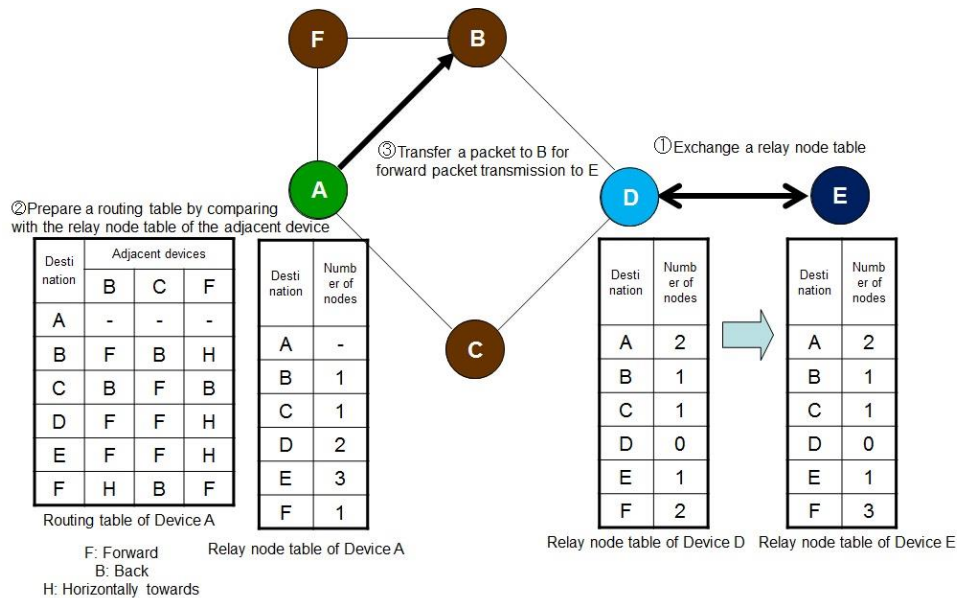 F
B
③Transfer a packet to B for
forward packet transmission to E
①Exchange a relay node table
A
D
E
②Prepare a routing table by comparing
with the relay node table of the adjacent device
Desti
nation
Adjacent devices
B C F
A - - -
B F B H
C B F B
D F F H
E F F H
F H B F
Routing table of Device A
F: Forward
B: Back
H: Horizontally towards
Desti
nation
Numb
er of
nodes
A -
B 1
C 1
D 2
E 3
F 1
Relay node table of Device A
C
Desti
nation
Numb
er of
nodes
A 2
B 1
C 1
D 0
E 1
F 2
Relay node table of Device D
Desti
nation
Numb
er of
nodes
A 2
B 1
C 1
D 0
E 1
F 3
Relay node table of Device E